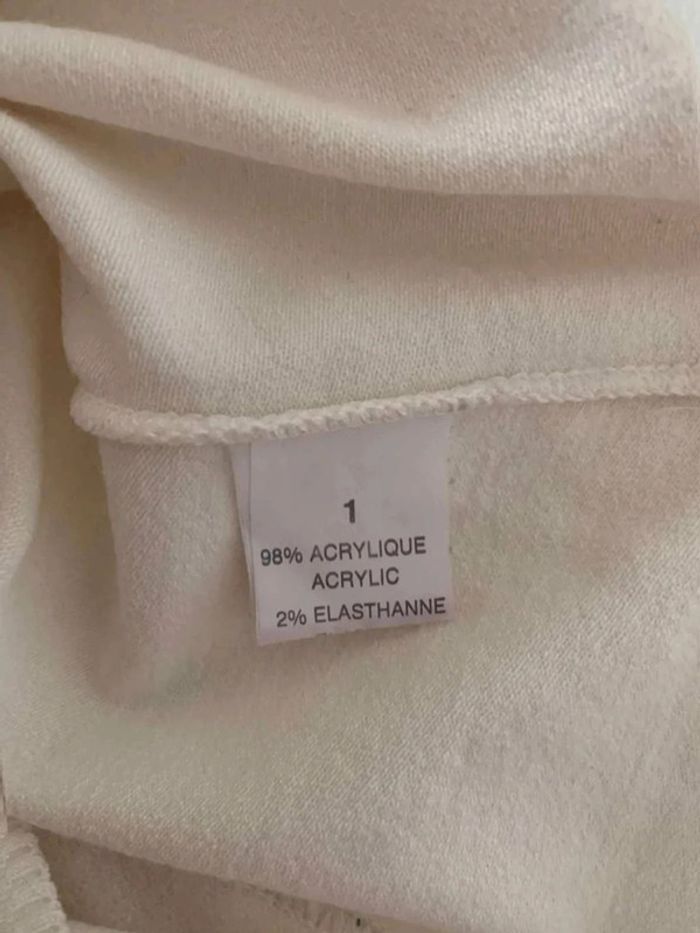 1
98% ACRYLIQUE
ACRYLIC
2% ELASTHANNE